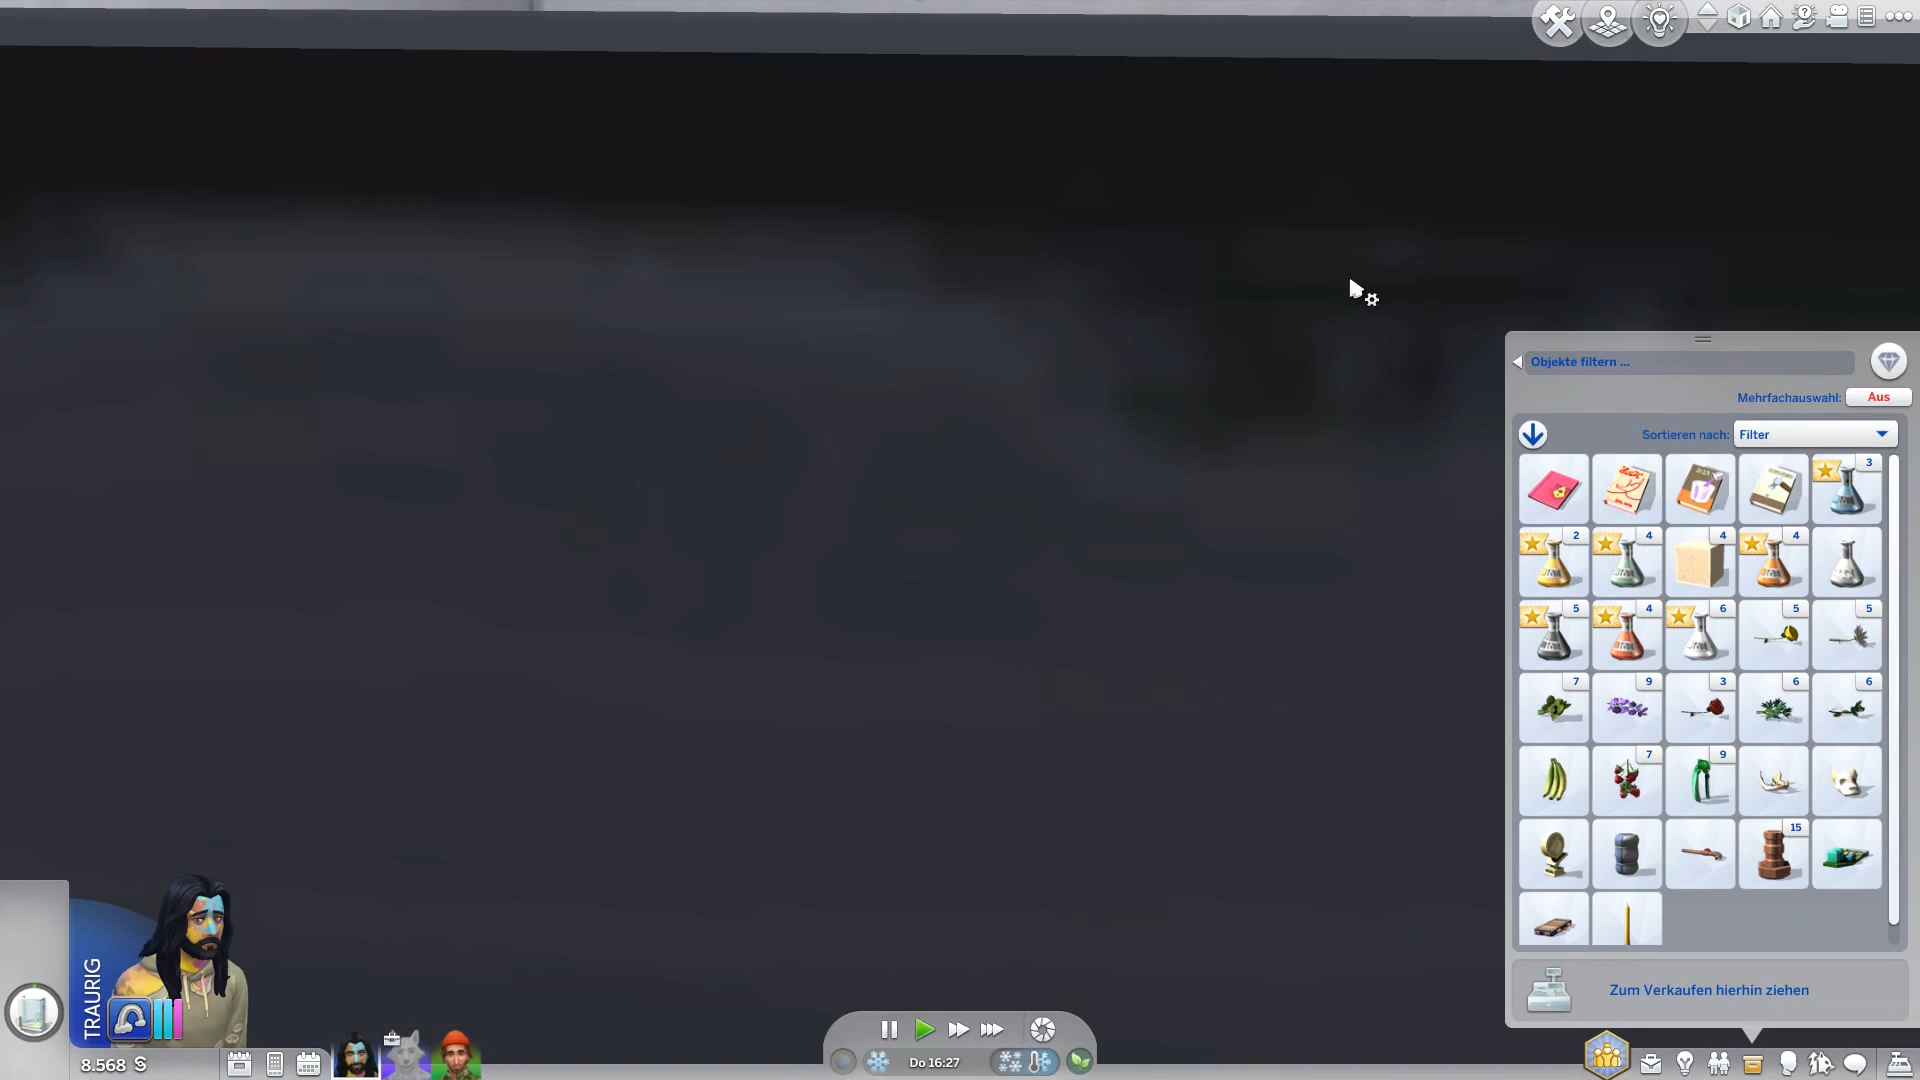 Objekte filtern ...
Mehrfachauswahl: Aus
Sortieren nach: Filter
3
2 4 4 4
5 4 6 5 5
7 9 3 6 6
7 9
15
Zum Verkaufen hierhin ziehen
TRAURIG
8.568 S
Do 16:27